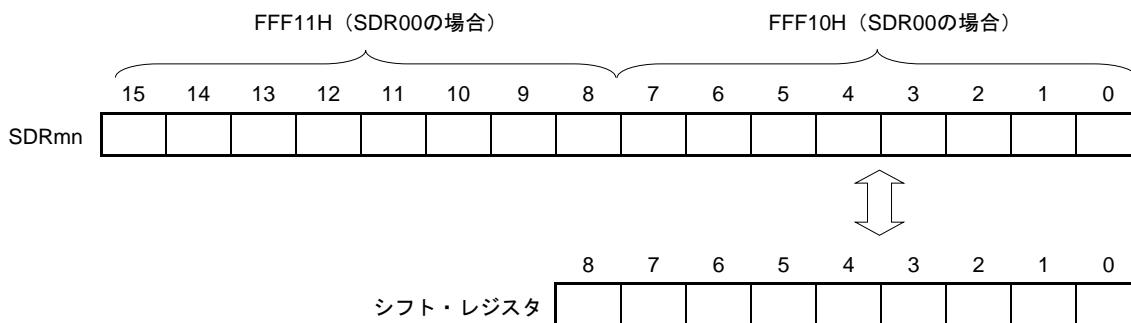 FFF11H（SDR00の場合） FFF10H（SDR00の場合）
15 14 13 12 11 10 9 8 7 6 5 4 3 2 1 0
SDRmn
8 7 6 5 4 3 2 1 0
シフト・レジスタ